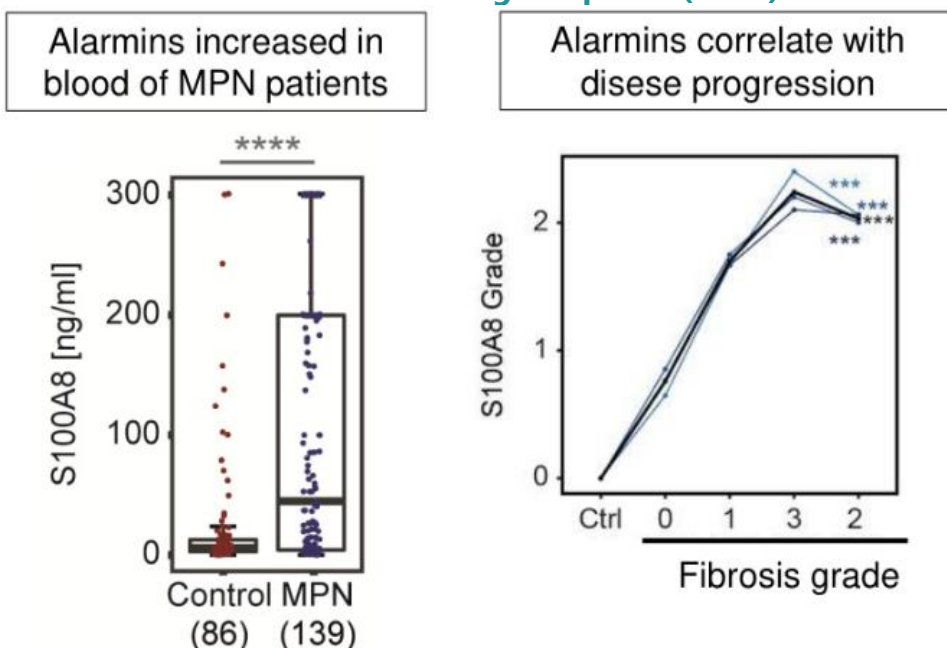 Alarmins increased in
blood of MPN patients
Alarmins correlate with
disese progression
****
300
200
100
0
S100A8 [ng/ml]
Control MPN
(86) (139)
***
***
***
***
2
1
0
S100A8 Grade
Ctrl 0 1 3 2
Fibrosis grade